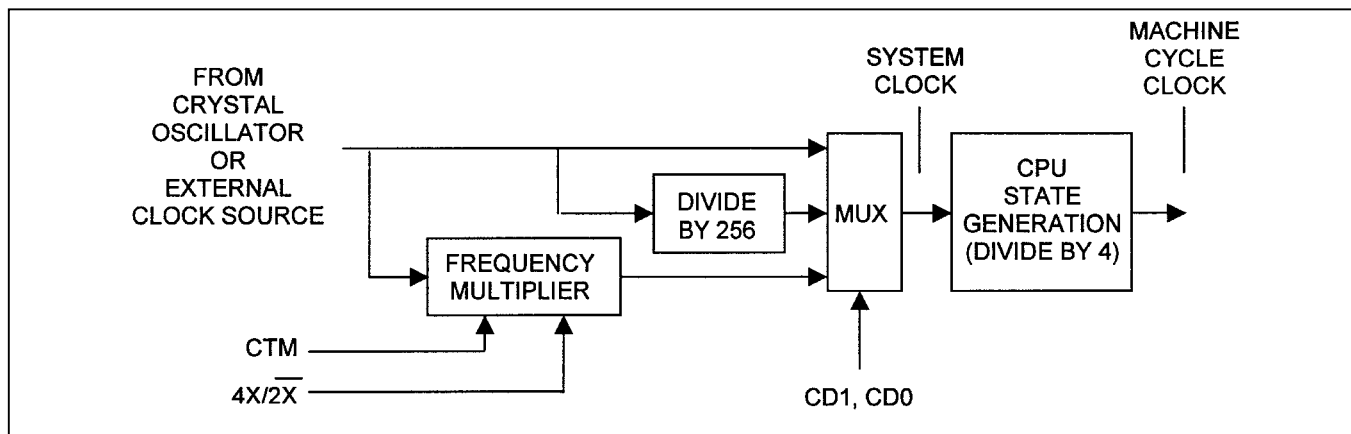 FROM
CRYSTAL
OSCILLATOR
OR
EXTERNAL
CLOCK SOURCE
SYSTEM
CLOCK
MACHINE
CYCLE
CLOCK
DIVIDE
BY 256
MUX
CPU
STATE
GENERATION
(DIVIDE BY 4)
FREQUENCY
MULTIPLIER
CTM
4X/2X̅
CD1, CD0